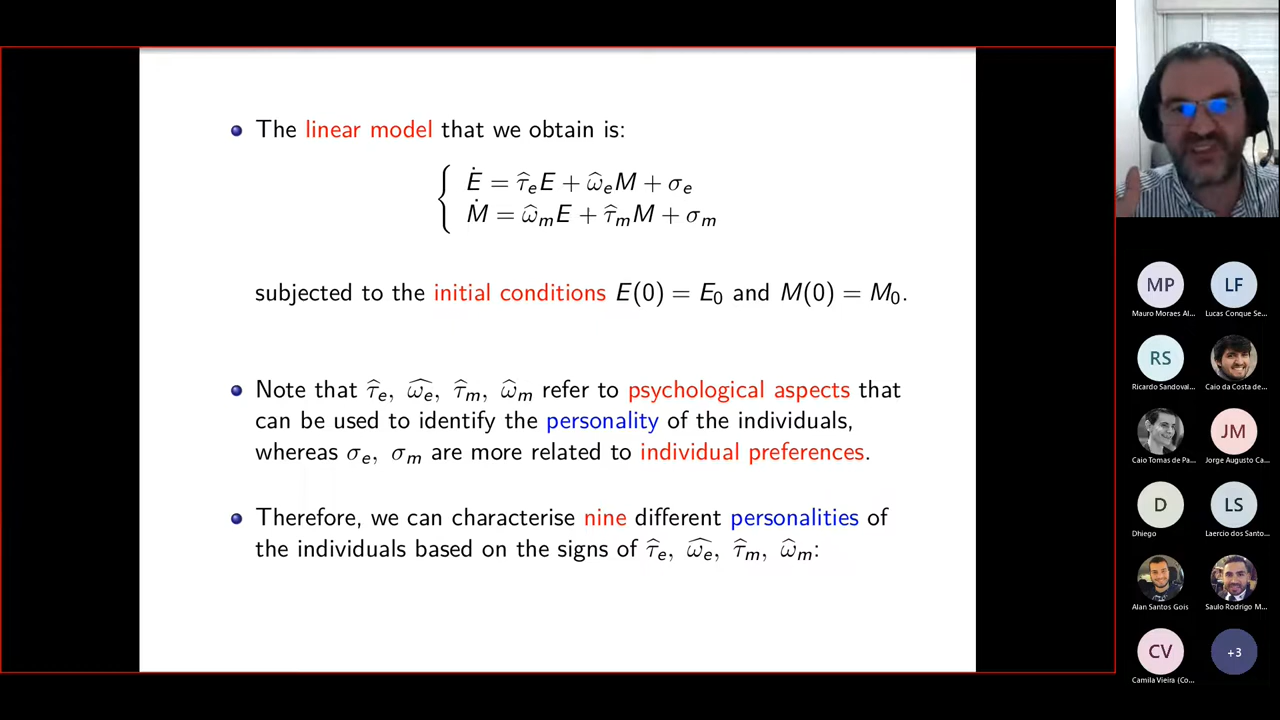 The linear model that we obtain is:
Ė = τ̂ₑE + ω̂ₑM + σₑ
Ṁ = ω̂ₘE + τ̂ₘM + σₘ
subjected to the initial conditions E(0) = E₀ and M(0) = M₀.
Note that τ̂ₑ, ω̂ₑ, τ̂ₘ, ω̂ₘ refer to psychological aspects that
can be used to identify the personality of the individuals,
whereas σₑ, σₘ are more related to individual preferences.
Therefore, we can characterise nine different personalities of
the individuals based on the signs of τ̂ₑ, ω̂ₑ, τ̂ₘ, ω̂ₘ:
MP
LF
Mauro Moraes Al...
Lucas Conque Se...
RS
Ricardo Sandoval...
Caio da Costa de...
JM
Caio Tomas de Pa...
Jorge Augusto Ca...
D
LS
Dhiego
Laercio dos Santo...
Alan Santos Gois
Saulo Rodrigo M...
CV
+3
Camila Vieira (Co...